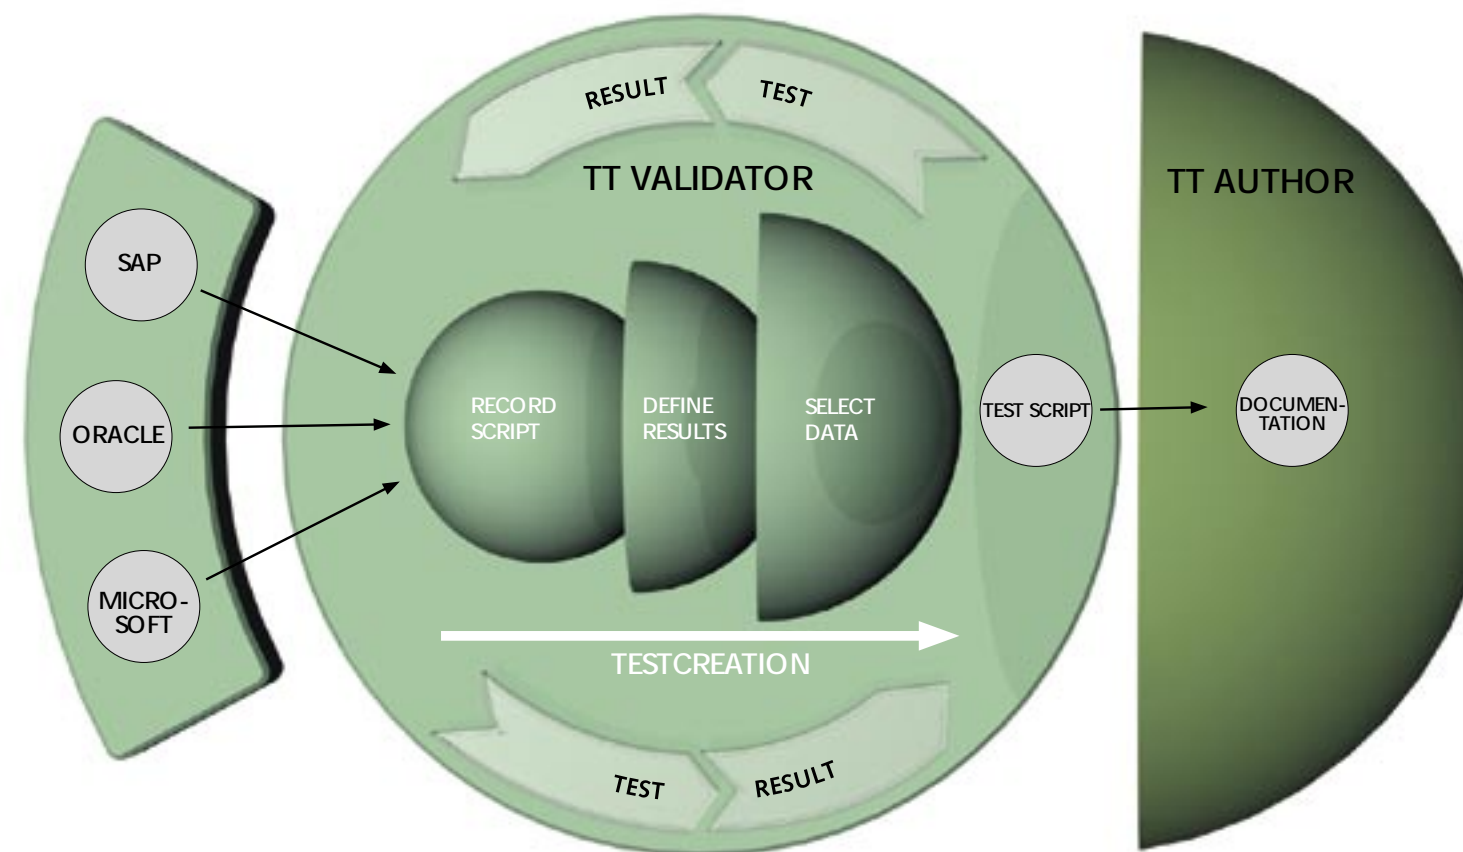 RESULT
TEST
TT VALIDATOR
TT AUTHOR
SAP
ORACLE
MICRO-
SOFT
RECORD
SCRIPT
DEFINE
RESULTS
SELECT
DATA
TEST SCRIPT
DOCUMEN-
TATION
TESTCREATION
TEST
RESULT